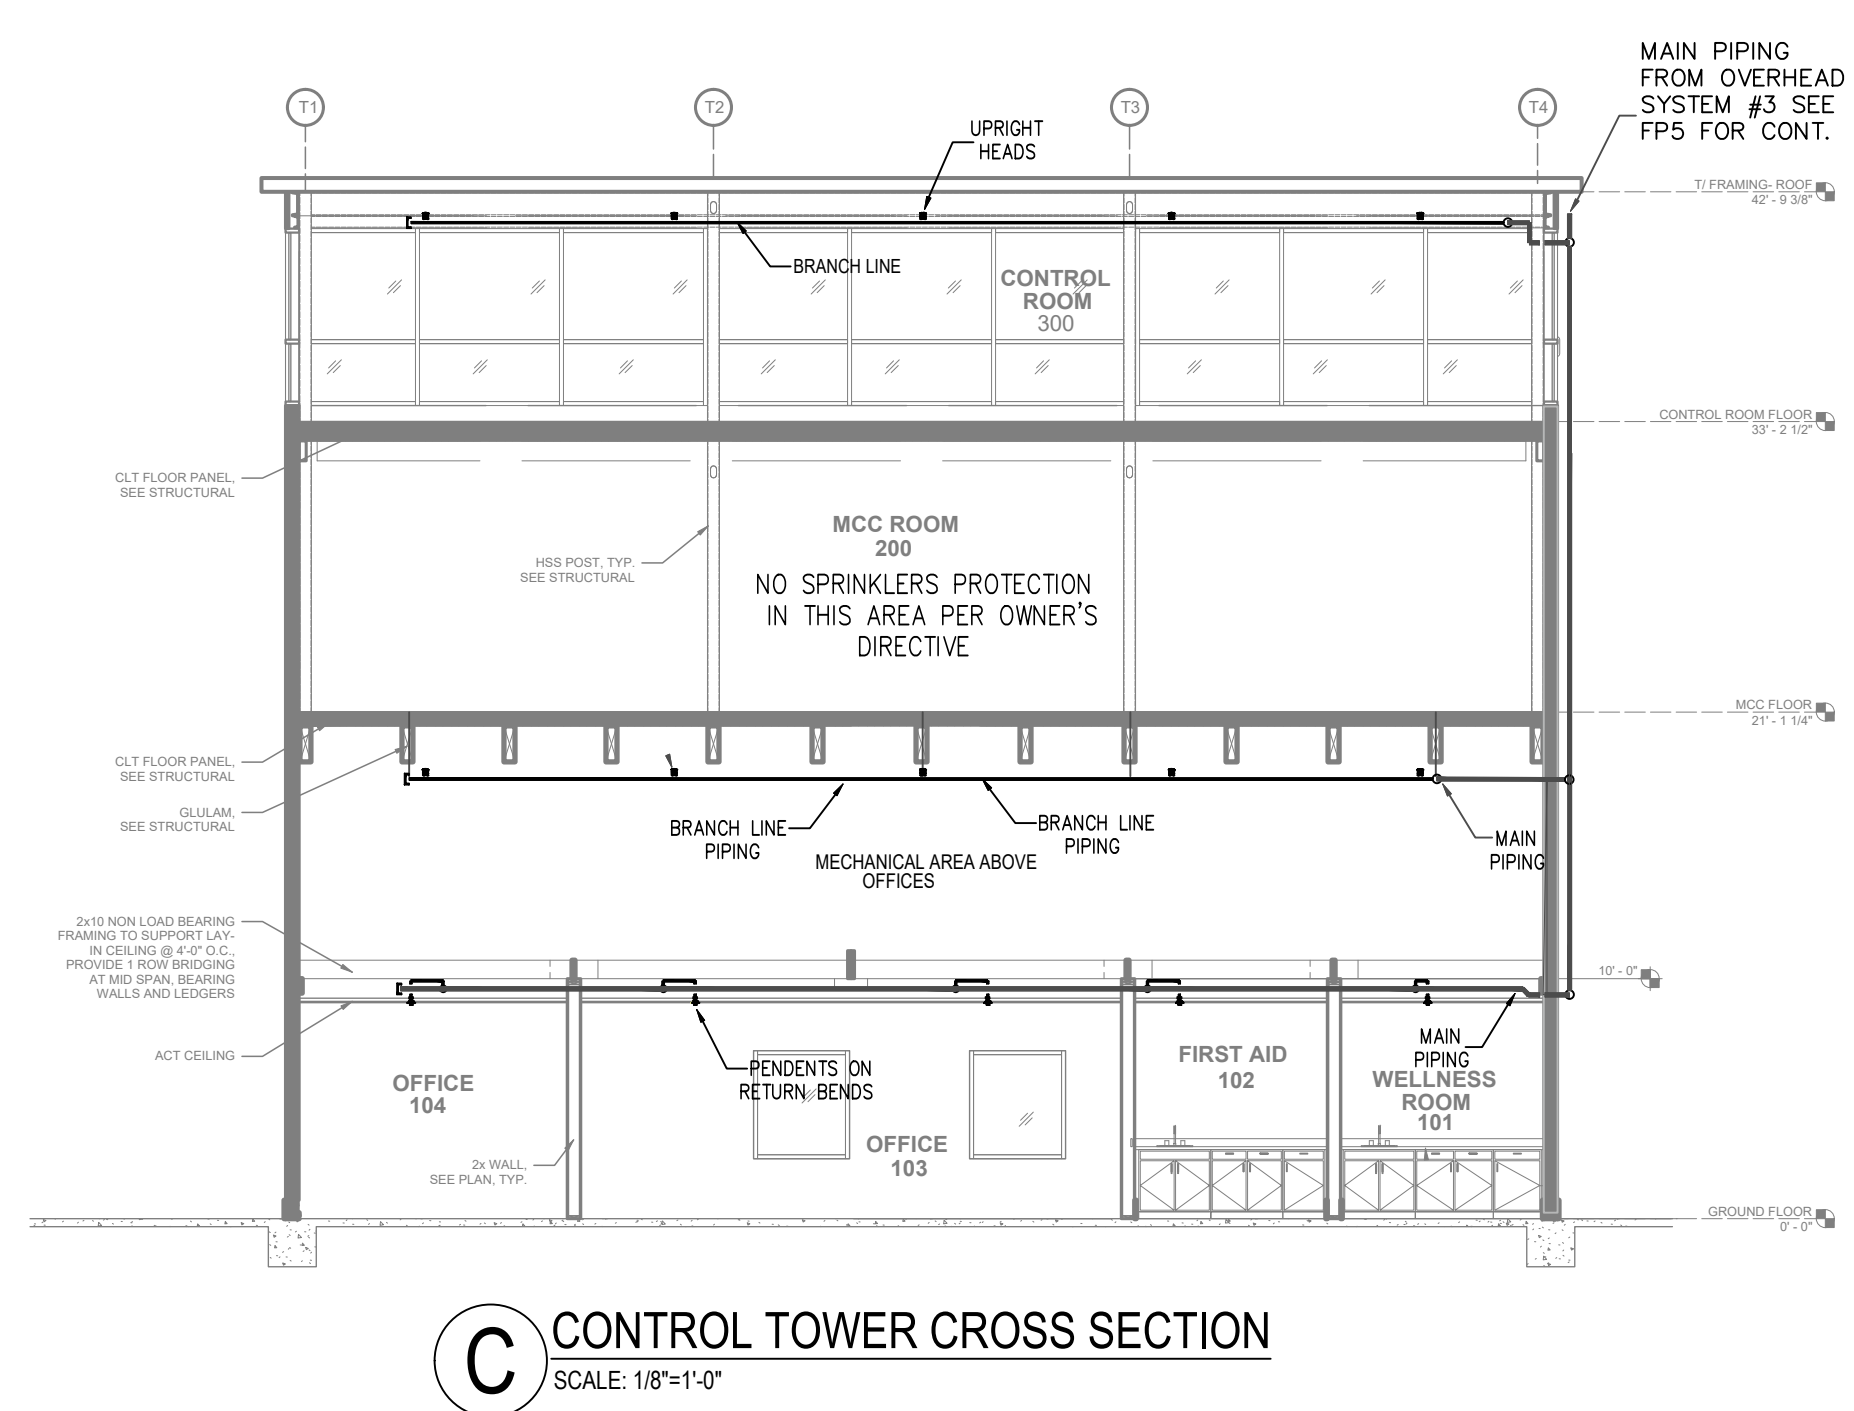 MAIN PIPING
FROM OVERHEAD
SYSTEM #3 SEE
FP5 FOR CONT.
T1
T2
T3
T4
UPRIGHT
HEADS
T/ FRAMING- ROOF
42' - 9 3/8"
BRANCH LINE
CONTROL
ROOM
300
CONTROL ROOM FLOOR
33' - 2 1/2"
CLT FLOOR PANEL,
SEE STRUCTURAL
HSS POST, TYP.
SEE STRUCTURAL
MCC ROOM
200
NO SPRINKLERS PROTECTION
IN THIS AREA PER OWNER'S
DIRECTIVE
MCC FLOOR
21' - 1 1/4"
CLT FLOOR PANEL,
SEE STRUCTURAL
GLULAM,
SEE STRUCTURAL
BRANCH LINE
PIPING
BRANCH LINE
PIPING
MAIN
PIPING
MECHANICAL AREA ABOVE
OFFICES
2x10 NON LOAD BEARING
FRAMING TO SUPPORT LAY-
IN CEILING @ 4'-0" O.C.,
PROVIDE 1 ROW BRIDGING
AT MID SPAN, BEARING
WALLS AND LEDGERS
10' - 0"
ACT CEILING
MAIN
PIPING
PENDENTS ON
RETURN BENDS
OFFICE
104
FIRST AID
102
WELLNESS
ROOM
101
OFFICE
103
2x WALL,
SEE PLAN, TYP.
GROUND FLOOR
0' - 0"
C
CONTROL TOWER CROSS SECTION
SCALE: 1/8"=1'-0"